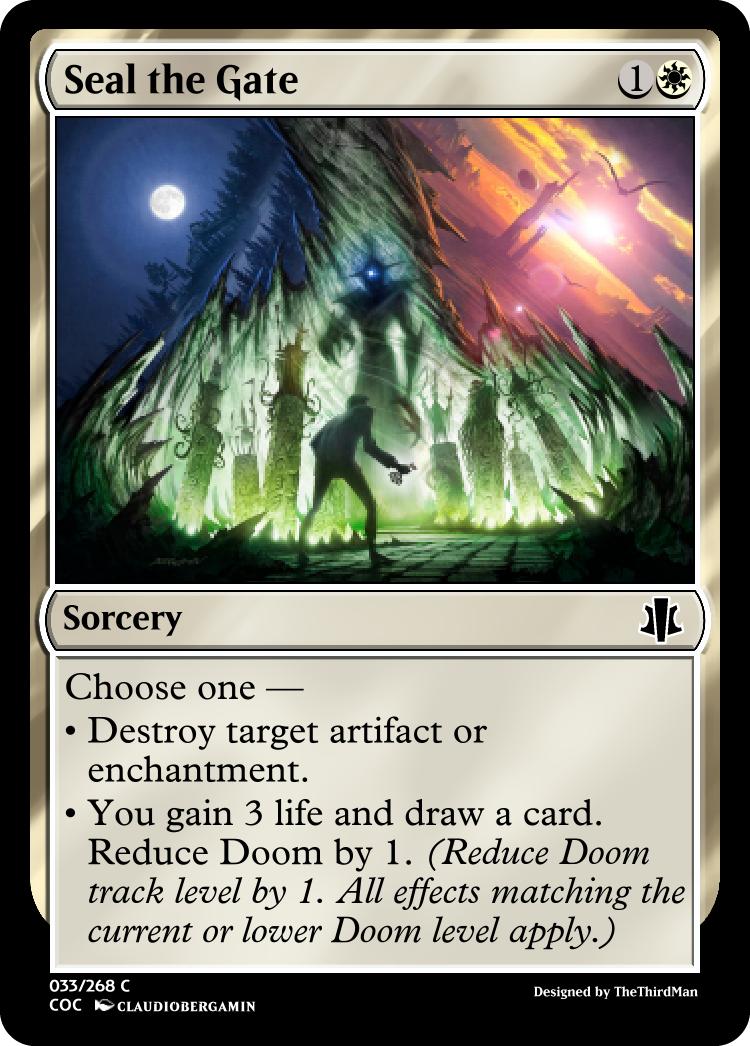 Seal the Gate 1
Sorcery
Choose one —
• Destroy target artifact or
enchantment.
• You gain 3 life and draw a card.
Reduce Doom by 1. (Reduce Doom
track level by 1. All effects matching the
current or lower Doom level apply.)
033/268 C
COC CLAUDIOBERGAMIN
Designed by TheThirdMan